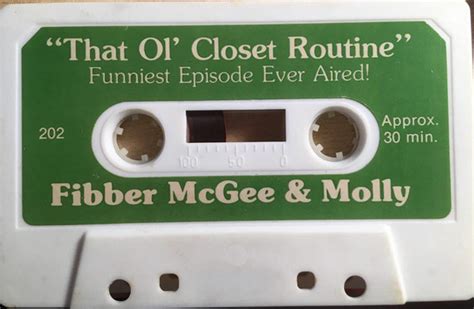 “That Ol’ Closet Routine”
Funniest Episode Ever Aired!
202
Approx.
30 min.
100 50 0
Fibber McGee & Molly